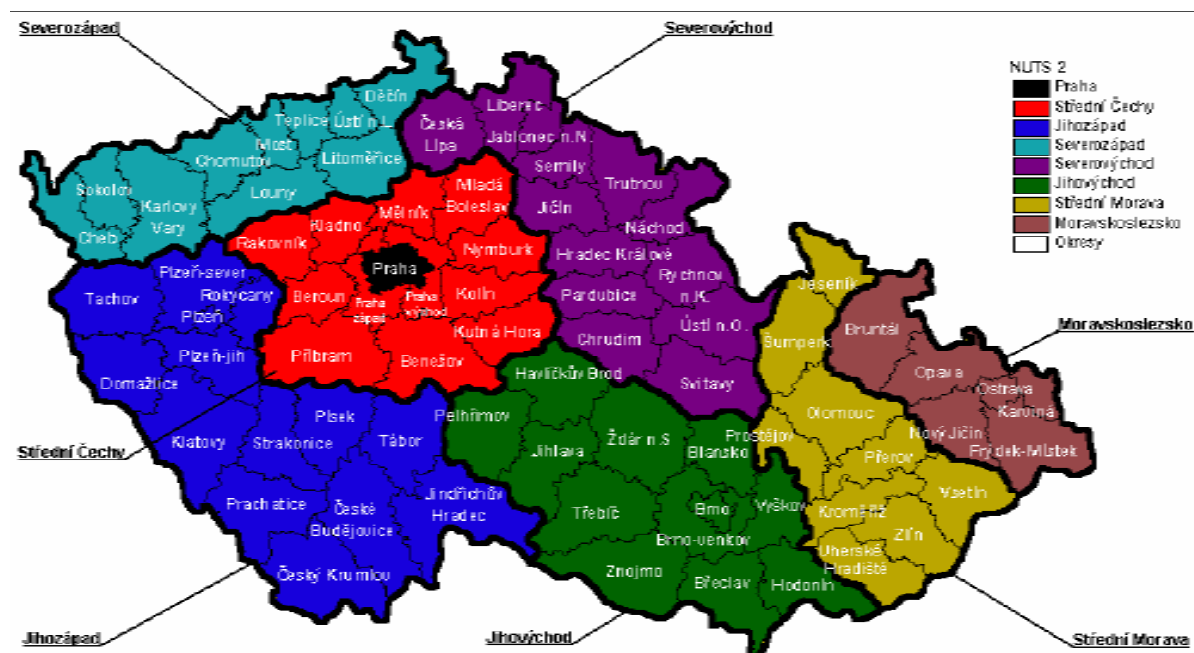 Severozápad
Severovýchod
NUTS 2
Praha
Střední Čechy
Jihozápad
Severozápad
Severovýchod
Jihovýchod
Střední Morava
Moravskoslezsko
Okresy
Děčín
Teplice
Ústí n.L.
Most
Chomutov
Litoměřice
Sokolov
Karlovy
Vary
Louny
Cheb
Česká
Lípa
Liberec
Jablonec n.N.
Semily
Trutnov
Jičín
Náchod
Hradec Králové
Rychnov
n.K.
Pardubice
Ústí n.O.
Chrudim
Svitavy
Mladá
Boleslav
Mělník
Kladno
Rakovník
Nymburk
Praha
Beroun
Praha
západ
Praha
východ
Kolín
Kutná Hora
Příbram
Benešov
Plzeň-sever
Tachov
Rokycany
Plzeň
Plzeň-jih
Domažlice
Klatovy
Písek
Strakonice
Tábor
Prachatice
České
Budějovice
Jindřichův
Hradec
Český Krumlov
Havlíčkův Brod
Pelhřimov
Jihlava
Žďár n.S
Blansko
Třebíč
Brno
Vyškov
Brno-venkov
Znojmo
Břeclav
Hodonín
Jeseník
Šumperk
Olomouc
Prostějov
Přerov
Kroměříž
Vsetín
Zlín
Uherské
Hradiště
Bruntál
Opava
Ostrava
Karviná
Nový Jičín
Frýdek-Místek
Moravskoslezsko
Střední Čechy
Jihozápad
Jihovýchod
Střední Morava